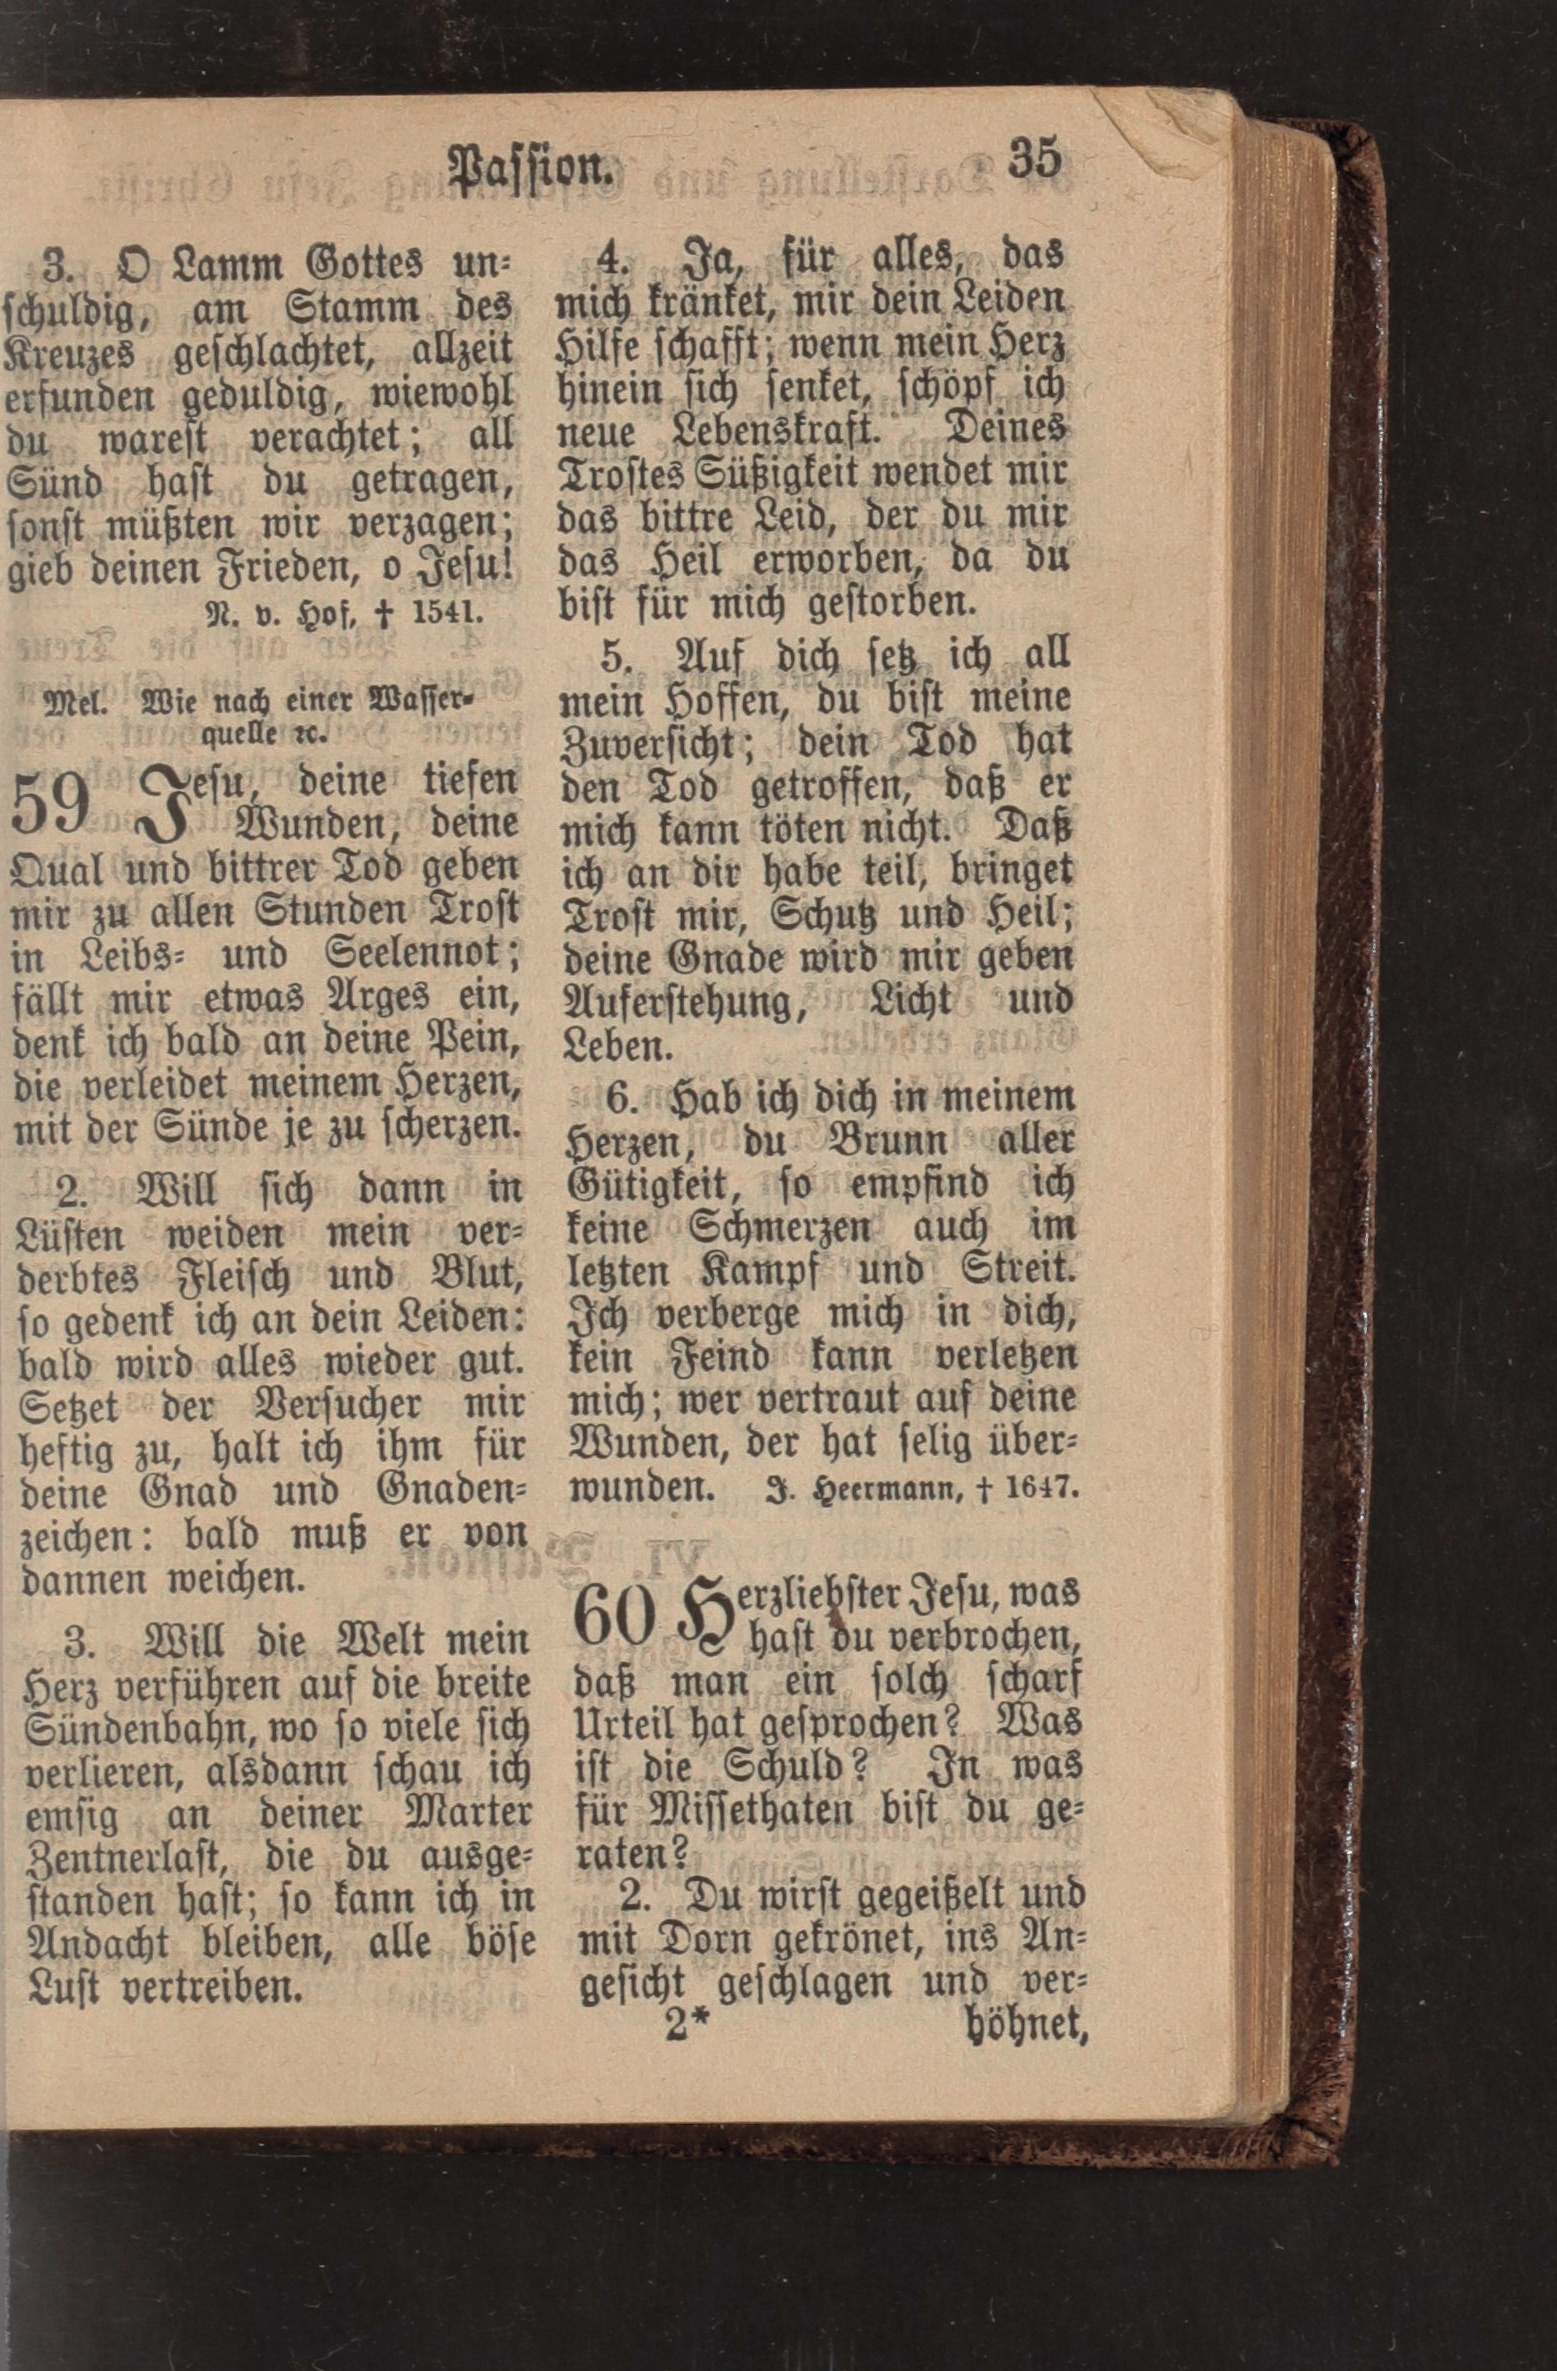 Passion. 35
3. O Lamm Gottes un-
schuldig, am Stamm des
Kreuzes geschlachtet, allzeit
erfunden geduldig, wiewohl
du warest verachtet; all
Sünd hast du getragen,
sonst müßten wir verzagen;
gieb deinen Frieden, o Jesu!
N. v. Hof, † 1541.
Mel. Wie nach einer Wasser-
quelle ꝛc.
59 Jesu, deine tiefen
Wunden, deine
Qual und bittrer Tod geben
mir zu allen Stunden Trost
in Leibs- und Seelennot;
fällt mir etwas Arges ein,
denk ich bald an deine Pein,
die verleidet meinem Herzen,
mit der Sünde je zu scherzen.
2. Will sich dann in
Lüsten weiden mein ver-
derbtes Fleisch und Blut,
so gedenk ich an dein Leiden:
bald wird alles wieder gut.
Setzet der Versucher mir
heftig zu, halt ich ihm für
deine Gnad und Gnaden-
zeichen: bald muß er von
dannen weichen.
3. Will die Welt mein
Herz verführen auf die breite
Sündenbahn, wo so viele sich
verlieren, alsdann schau ich
emsig an deiner Marter
Zentnerlast, die du ausge-
standen hast; so kann ich in
Andacht bleiben, alle böse
Lust vertreiben.
4. Ja, für alles, das
mich kränket, mir dein Leiden
Hilfe schafft; wenn mein Herz
hinein sich senket, schöpf ich
neue Lebenskraft. Deines
Trostes Süßigkeit wendet mir
das bittre Leid, der du mir
das Heil erworben, da du
bist für mich gestorben.
5. Auf dich setz ich all
mein Hoffen, du bist meine
Zuversicht; dein Tod hat
den Tod getroffen, daß er
mich kann töten nicht. Daß
ich an dir habe teil, bringet
Trost mir, Schutz und Heil;
deine Gnade wird mir geben
Auferstehung, Licht und
Leben.
6. Hab ich dich in meinem
Herzen, du Brunn aller
Gütigkeit, so empfind ich
keine Schmerzen auch im
letzten Kampf und Streit.
Ich verberge mich in dich,
kein Feind kann verletzen
mich; wer vertraut auf deine
Wunden, der hat selig über-
wunden. J. Heermann, † 1647.
60 Herzliebster Jesu, was
hast du verbrochen,
daß man ein solch scharf
Urteil hat gesprochen? Was
ist die Schuld? In was
für Missethaten bist du ge-
raten?
2. Du wirst gegeißelt und
mit Dorn gekrönet, ins An-
gesicht geschlagen und ver-
2* höhnet,